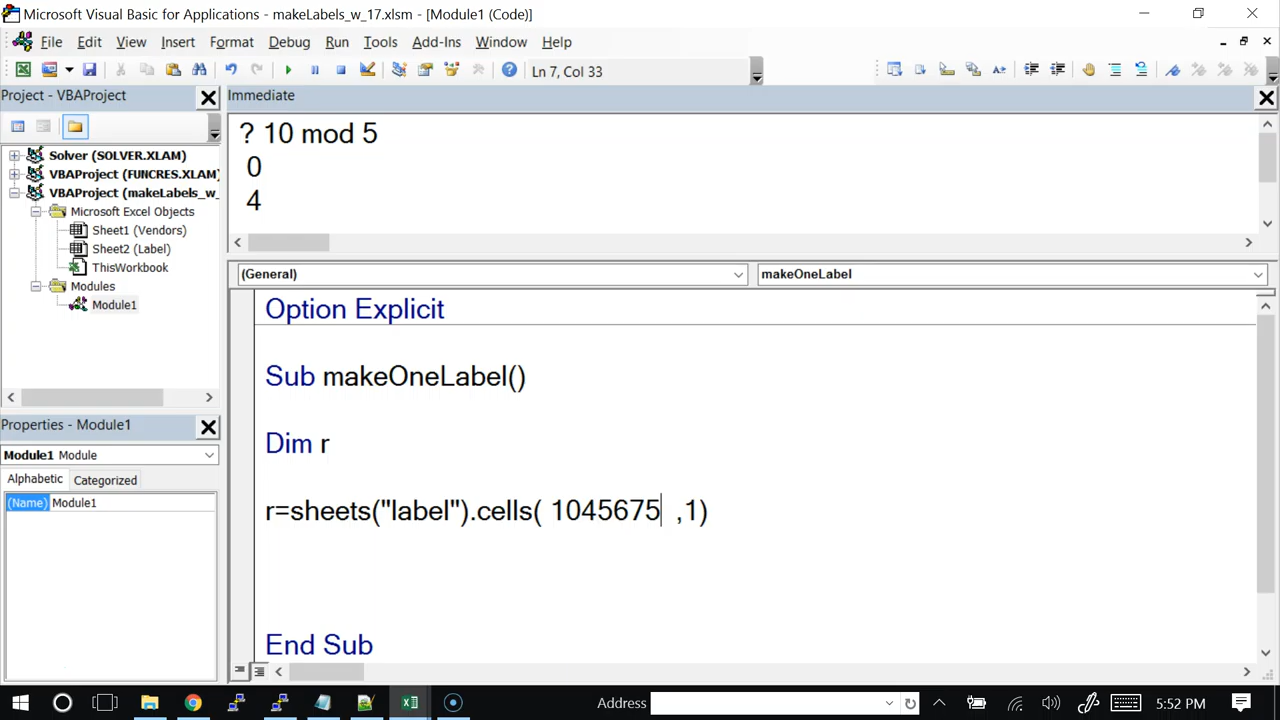 Microsoft Visual Basic for Applications - makeLabels_w_17.xlsm - [Module1 (Code)]
File Edit View Insert Format Debug Run Tools Add-Ins Window Help
Ln 7, Col 33
Project - VBAProject
Solver (SOLVER.XLAM)
VBAProject (FUNCRES.XLAM)
VBAProject (makeLabels_w_
Microsoft Excel Objects
Sheet1 (Vendors)
Sheet2 (Label)
ThisWorkbook
Modules
Module1
Properties - Module1
Module1 Module
Alphabetic Categorized
(Name) Module1
Immediate
? 10 mod 5
0
4
(General) makeOneLabel
Option Explicit
Sub makeOneLabel()
Dim r
r=sheets("label").cells( 1045675 ,1)
End Sub
Address 5:52 PM